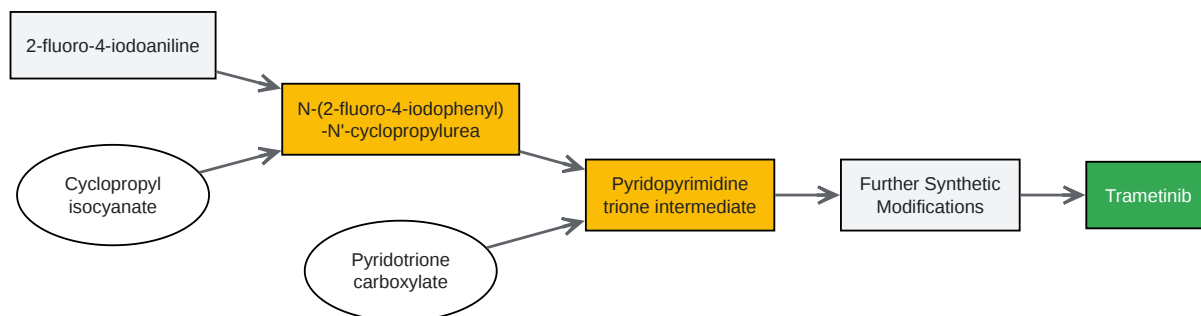 2-fluoro-4-iodoaniline
Cyclopropyl
isocyanate
N-(2-fluoro-4-iodophenyl)
-N'-cyclopropylurea
Pyridotrione
carboxylate
Pyridopyrimidine
trione intermediate
Further Synthetic
Modifications
Trametinib